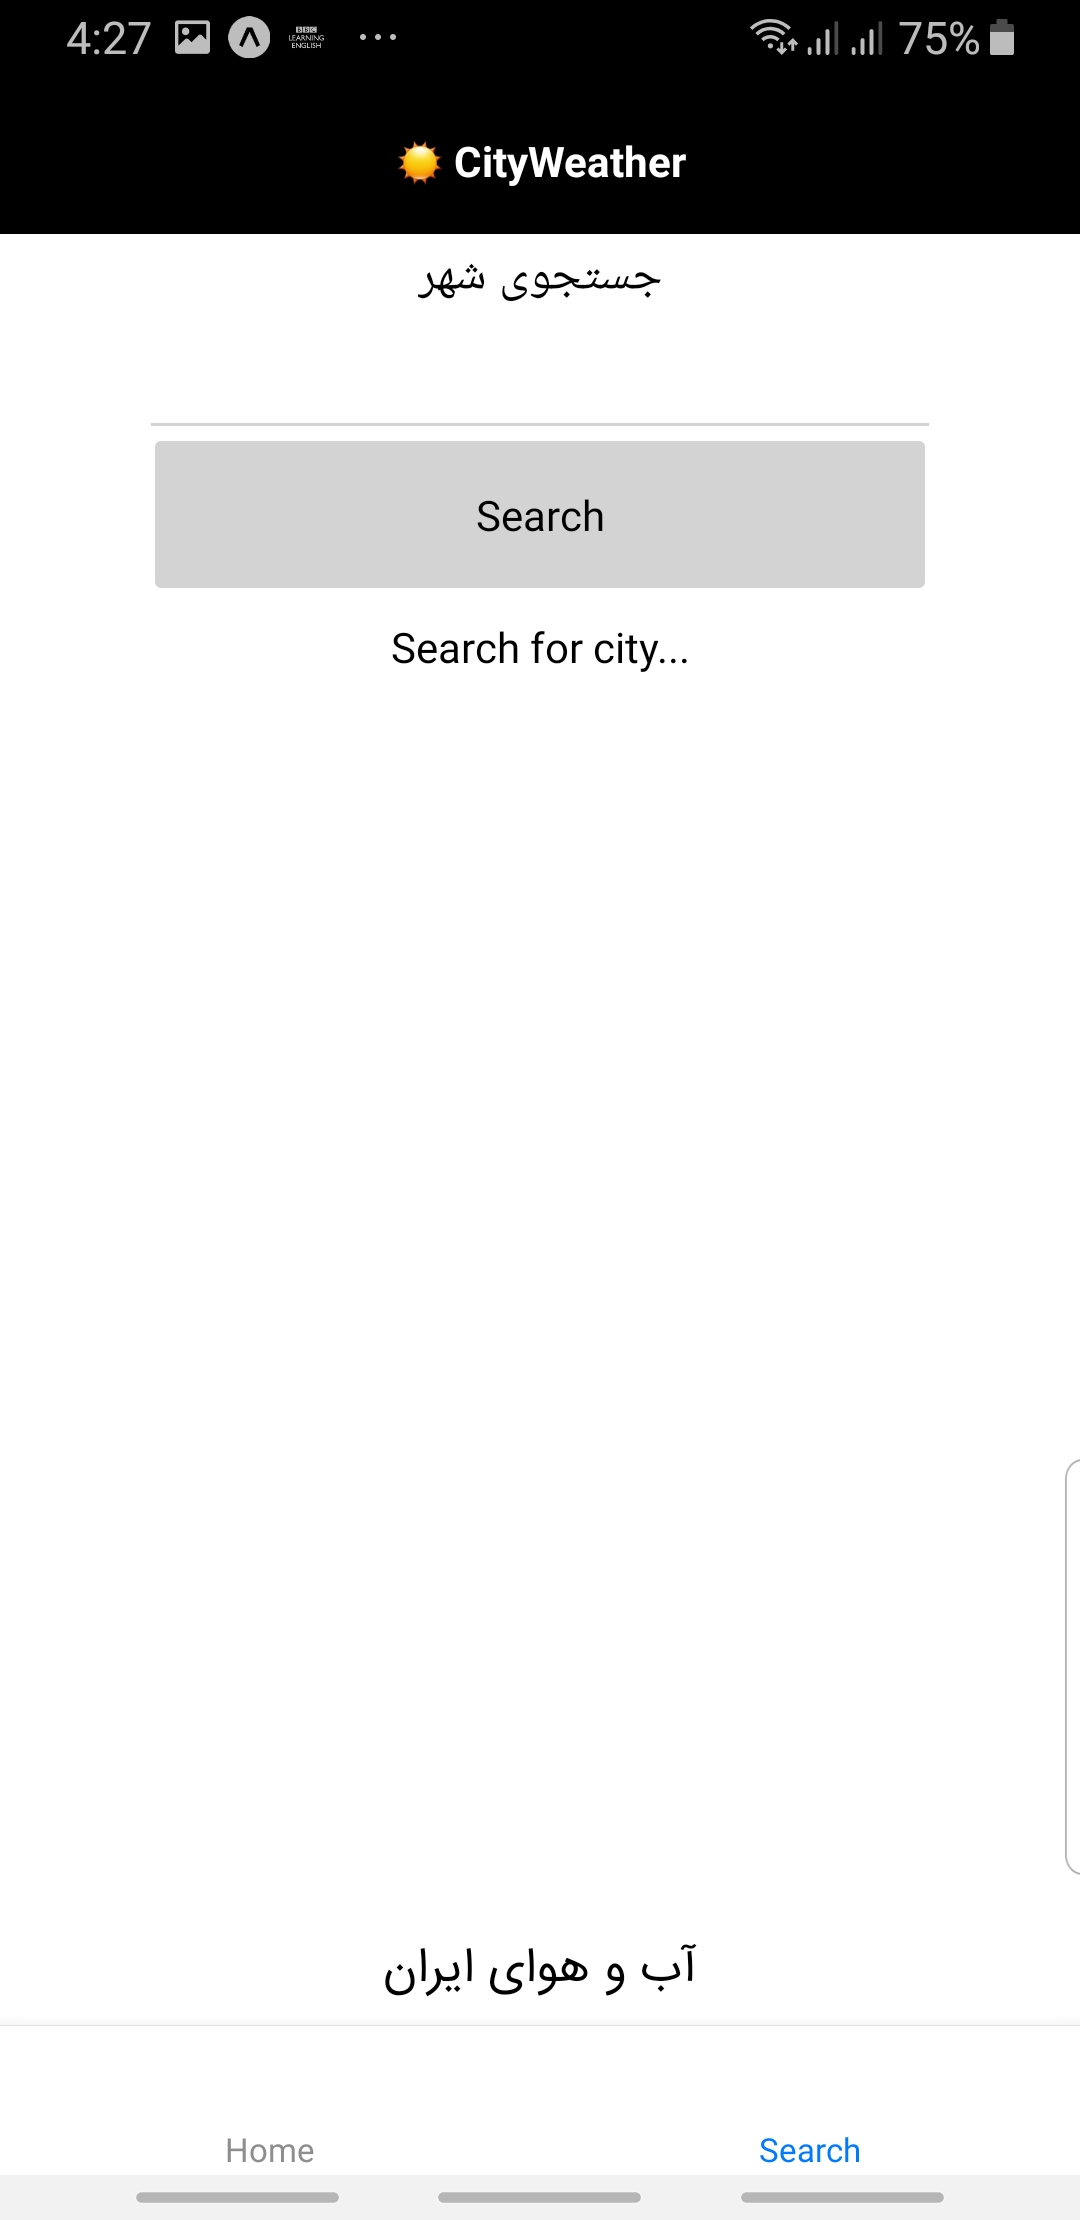 4:27
BBC
LEARNING
ENGLISH
75%
CityWeather
جستجوی شهر
Search
Search for city...
آب و هوای ایران
Home
Search